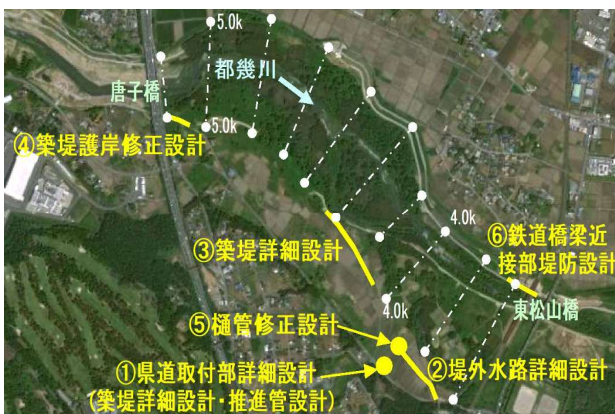 5.0k
都幾川
唐子橋
5.0k
④築堤護岸修正設計
4.0k
③築堤詳細設計
⑥鉄道橋梁近
接部堤防設計
4.0k
東松山橋
⑤樋管修正設計
①県道取付部詳細設計
(築堤詳細設計・推進管設計)
②堤外水路詳細設計